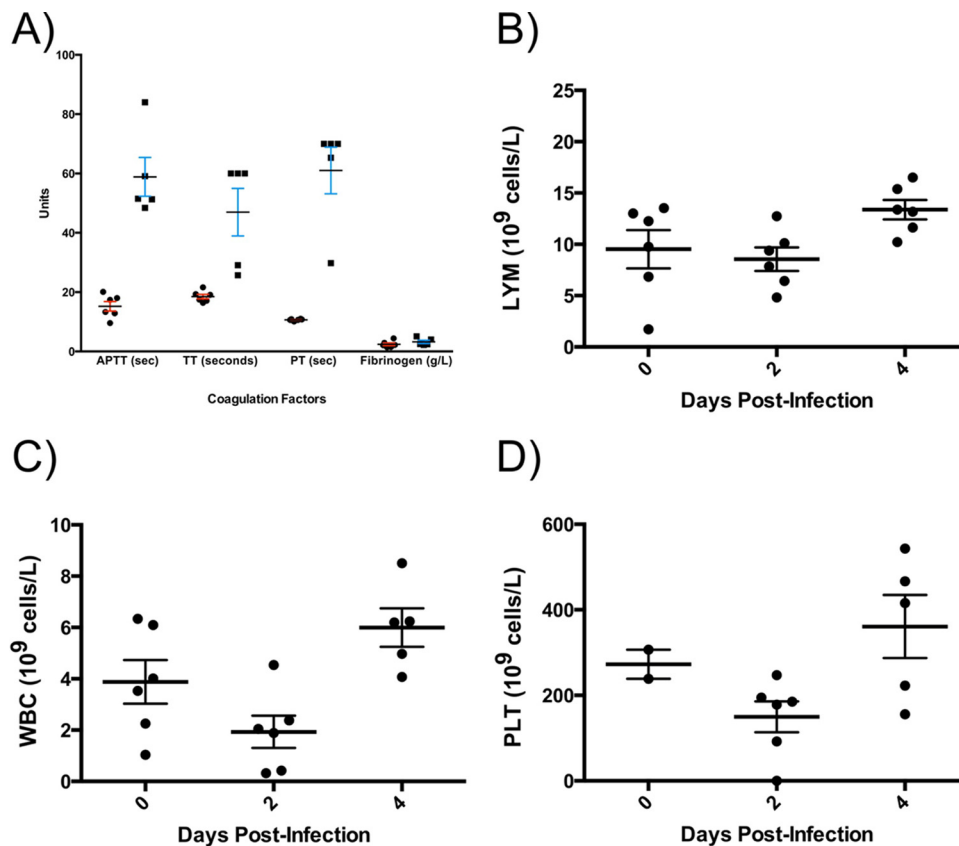 A)
100
80
60
40
20
0
Units
APTT (sec) TT (seconds) PT (sec) Fibrinogen (g/L)
Coagulation Factors
B)
25
20
15
10
5
0
LYM (10⁹ cells/L)
0 2 4
Days Post-Infection
C)
10
8
6
4
2
0
WBC (10⁹ cells/L)
0 2 4
Days Post-Infection
D)
600
400
200
0
PLT (10⁹ cells/L)
0 2 4
Days Post-Infection